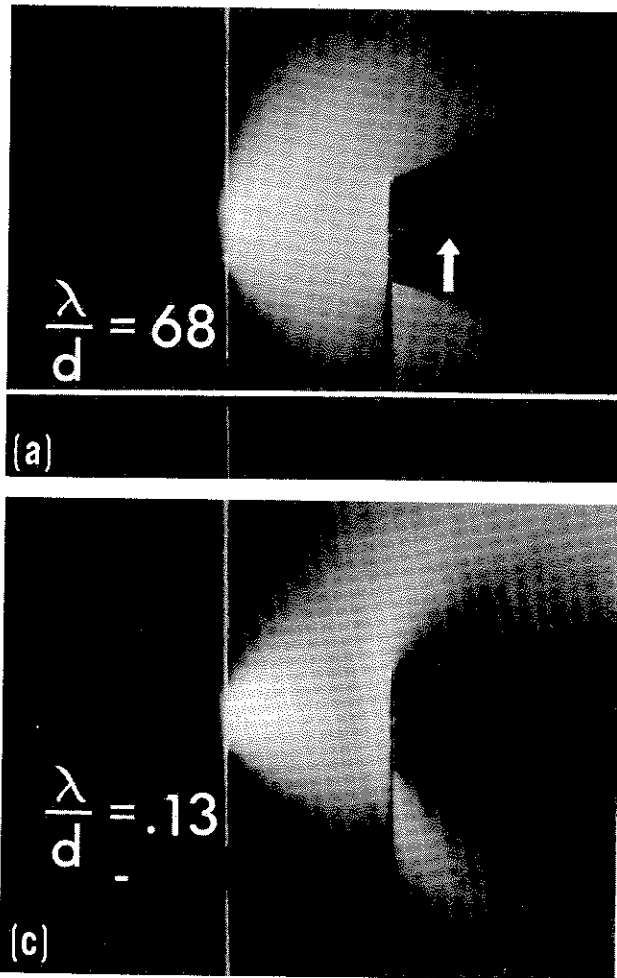 λ/d = 68
(a)
λ/d = .13
(c)